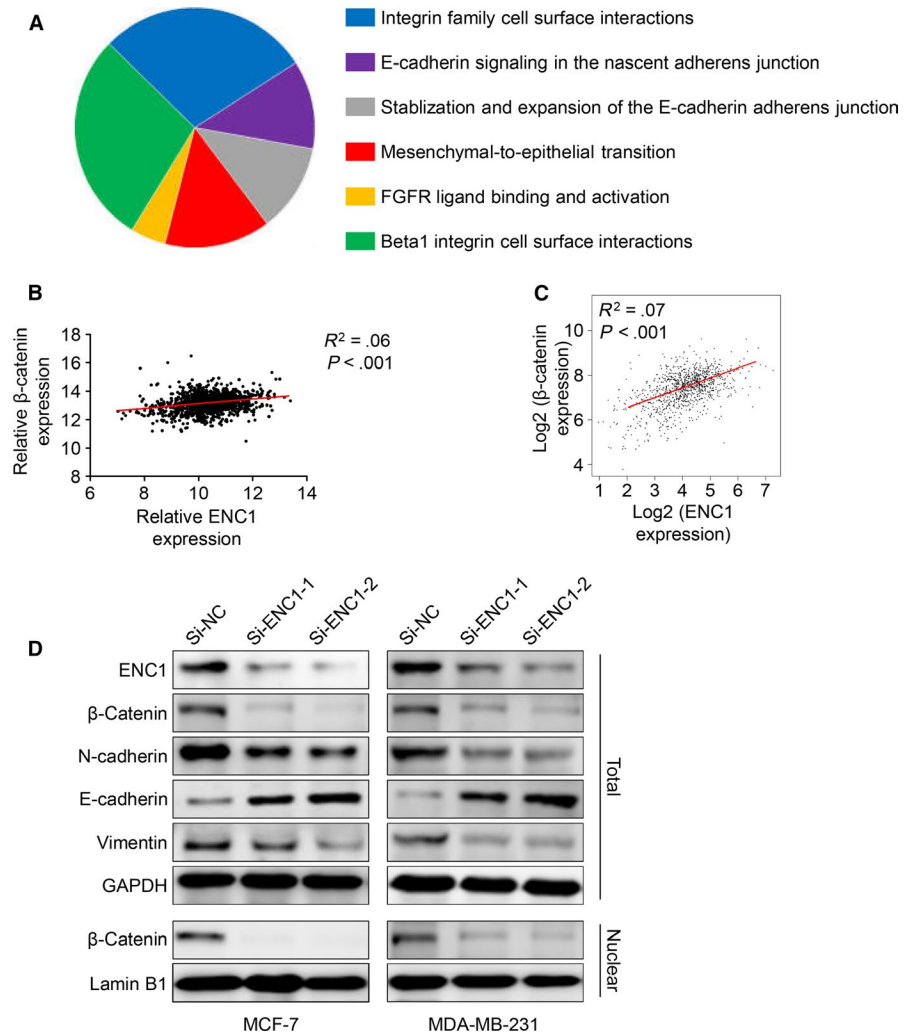 A
Integrin family cell surface interactions
E-cadherin signaling in the nascent adherens junction
Stablization and expansion of the E-cadherin adherens junction
Mesenchymal-to-epithelial transition
FGFR ligand binding and activation
Beta1 integrin cell surface interactions
B
Relative β-catenin
expression
18
16
14
12
10
8
6 8 10 12 14
Relative ENC1
expression
R² = .06
P < .001
C
R² = .07
P < .001
Log2 (β-catenin
expression)
10
8
6
4
1 2 3 4 5 6 7
Log2 (ENC1
expression)
D
Si-NC Si-ENC1-1 Si-ENC1-2 Si-NC Si-ENC1-1 Si-ENC1-2
ENC1
β-Catenin
N-cadherin
E-cadherin
Vimentin
GAPDH
Total
β-Catenin
Lamin B1
Nuclear
MCF-7 MDA-MB-231